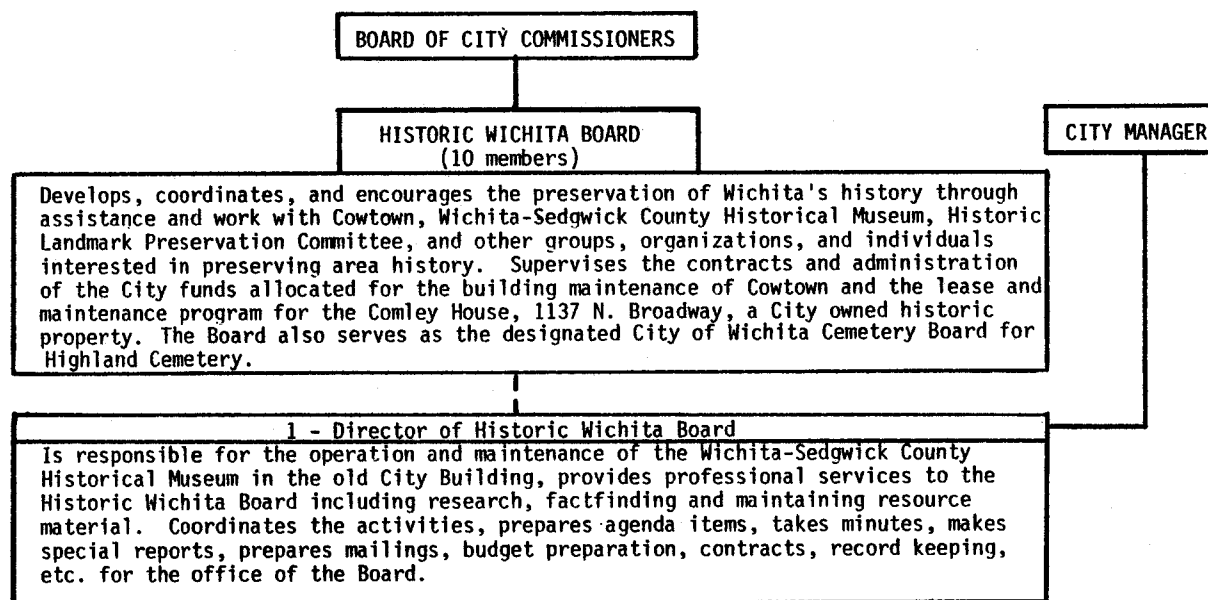 BOARD OF CITY COMMISSIONERS
HISTORIC WICHITA BOARD
(10 members)
CITY MANAGER
Develops, coordinates, and encourages the preservation of Wichita's history through
assistance and work with Cowtown, Wichita-Sedgwick County Historical Museum, Historic
Landmark Preservation Committee, and other groups, organizations, and individuals
interested in preserving area history. Supervises the contracts and administration
of the City funds allocated for the building maintenance of Cowtown and the lease and
maintenance program for the Comley House, 1137 N. Broadway, a City owned historic
property. The Board also serves as the designated City of Wichita Cemetery Board for
Highland Cemetery.
1 - Director of Historic Wichita Board
Is responsible for the operation and maintenance of the Wichita-Sedgwick County
Historical Museum in the old City Building, provides professional services to the
Historic Wichita Board including research, factfinding and maintaining resource
material. Coordinates the activities, prepares agenda items, takes minutes, makes
special reports, prepares mailings, budget preparation, contracts, record keeping,
etc. for the office of the Board.